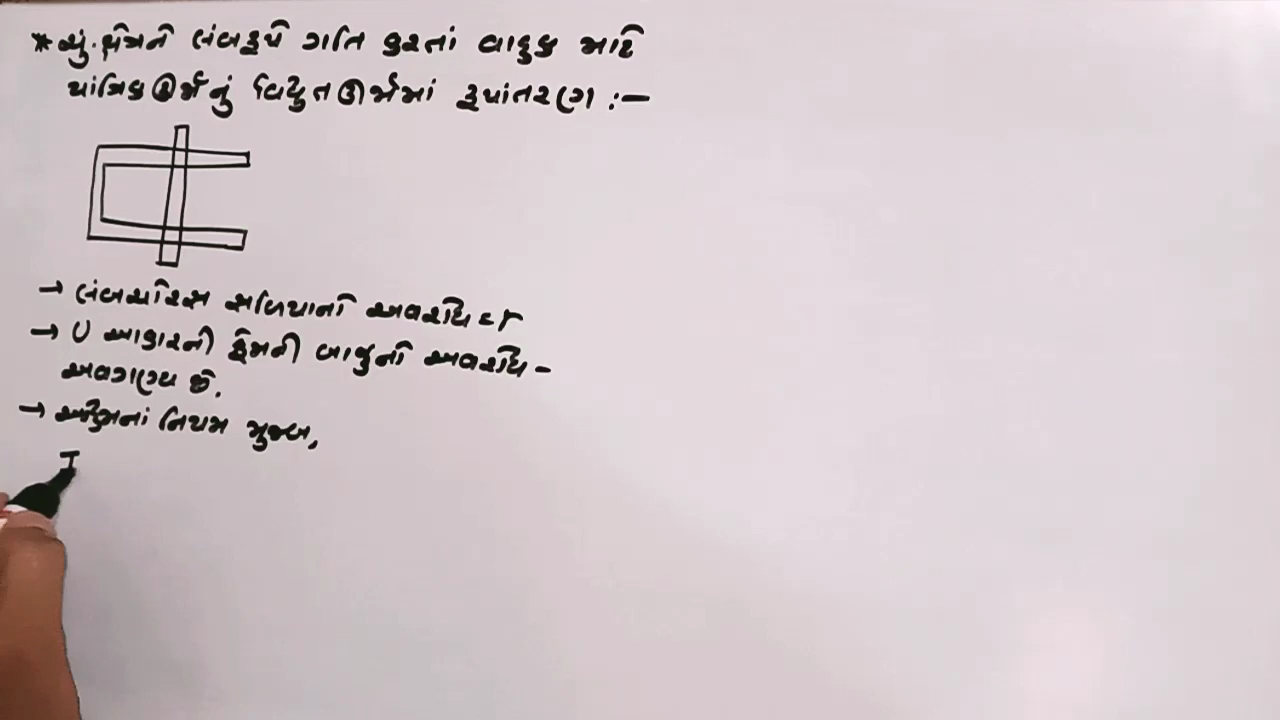 * ચું. ક્ષેત્રને લંબરૂપે ગતિ કરતાં વાહક માટે
યાંત્રિક ઊર્જાનું વિદ્યુત ઊર્જામાં રૂપાંતરણ :—
→ લંબચોરસ સળિયાનો અવરોધ = r
→ U આકારની ફ્રેમની બાજુનો અવરોધ -
અવગણ્ય છે.
→ ઓહ્મનાં નિયમ મુજબ,
I